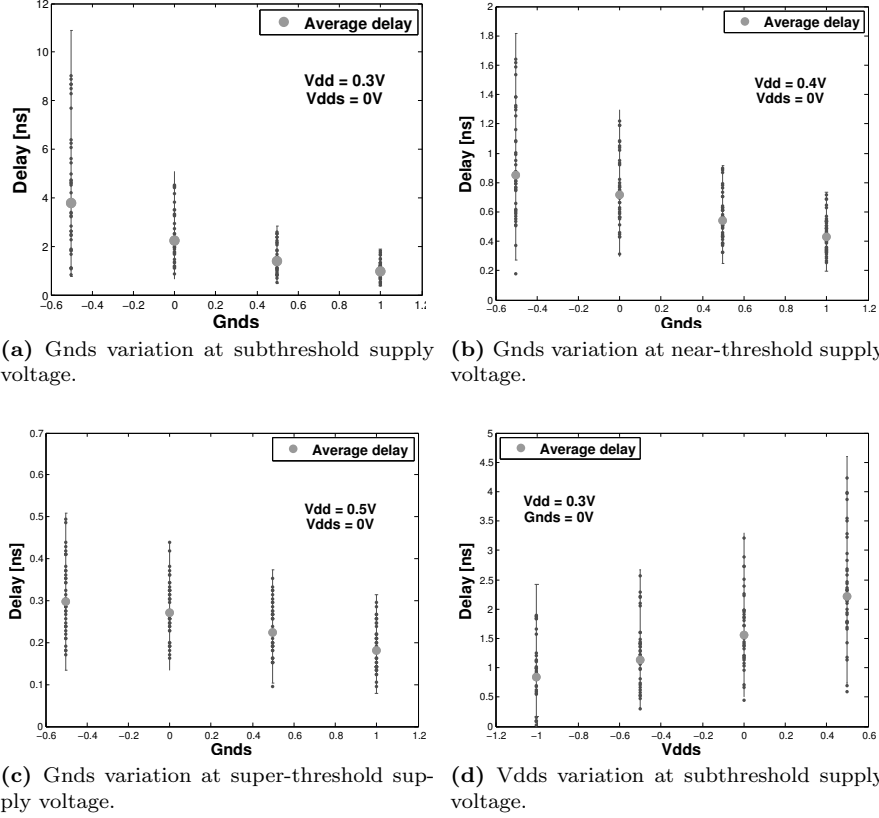 12
10
8
6
4
2
0
Delay [ns]
Average delay
Vdd = 0.3V
Vdds = 0V
−0.6 −0.4 −0.2 0 0.2 0.4 0.6 0.8 1 1.2
Gnds
(a) Gnds variation at subthreshold supply
voltage.
2
1.8
1.6
1.4
1.2
1
0.8
0.6
0.4
0.2
0
Delay [ns]
Average delay
Vdd = 0.4V
Vdds = 0V
−0.6 −0.4 −0.2 0 0.2 0.4 0.6 0.8 1 1.2
Gnds
(b) Gnds variation at near-threshold supply
voltage.
0.7
0.6
0.5
0.4
0.3
0.2
0.1
0
Delay [ns]
Average delay
Vdd = 0.5V
Vdds = 0V
−0.6 −0.4 −0.2 0 0.2 0.4 0.6 0.8 1 1.2
Gnds
(c) Gnds variation at super-threshold sup-
ply voltage.
5
4.5
4
3.5
3
2.5
2
1.5
1
0.5
0
Delay [ns]
Average delay
Vdd = 0.3V
Gnds = 0V
−1.2 −1 −0.8 −0.6 −0.4 −0.2 0 0.2 0.4 0.6
Vdds
(d) Vdds variation at subthreshold supply
voltage.